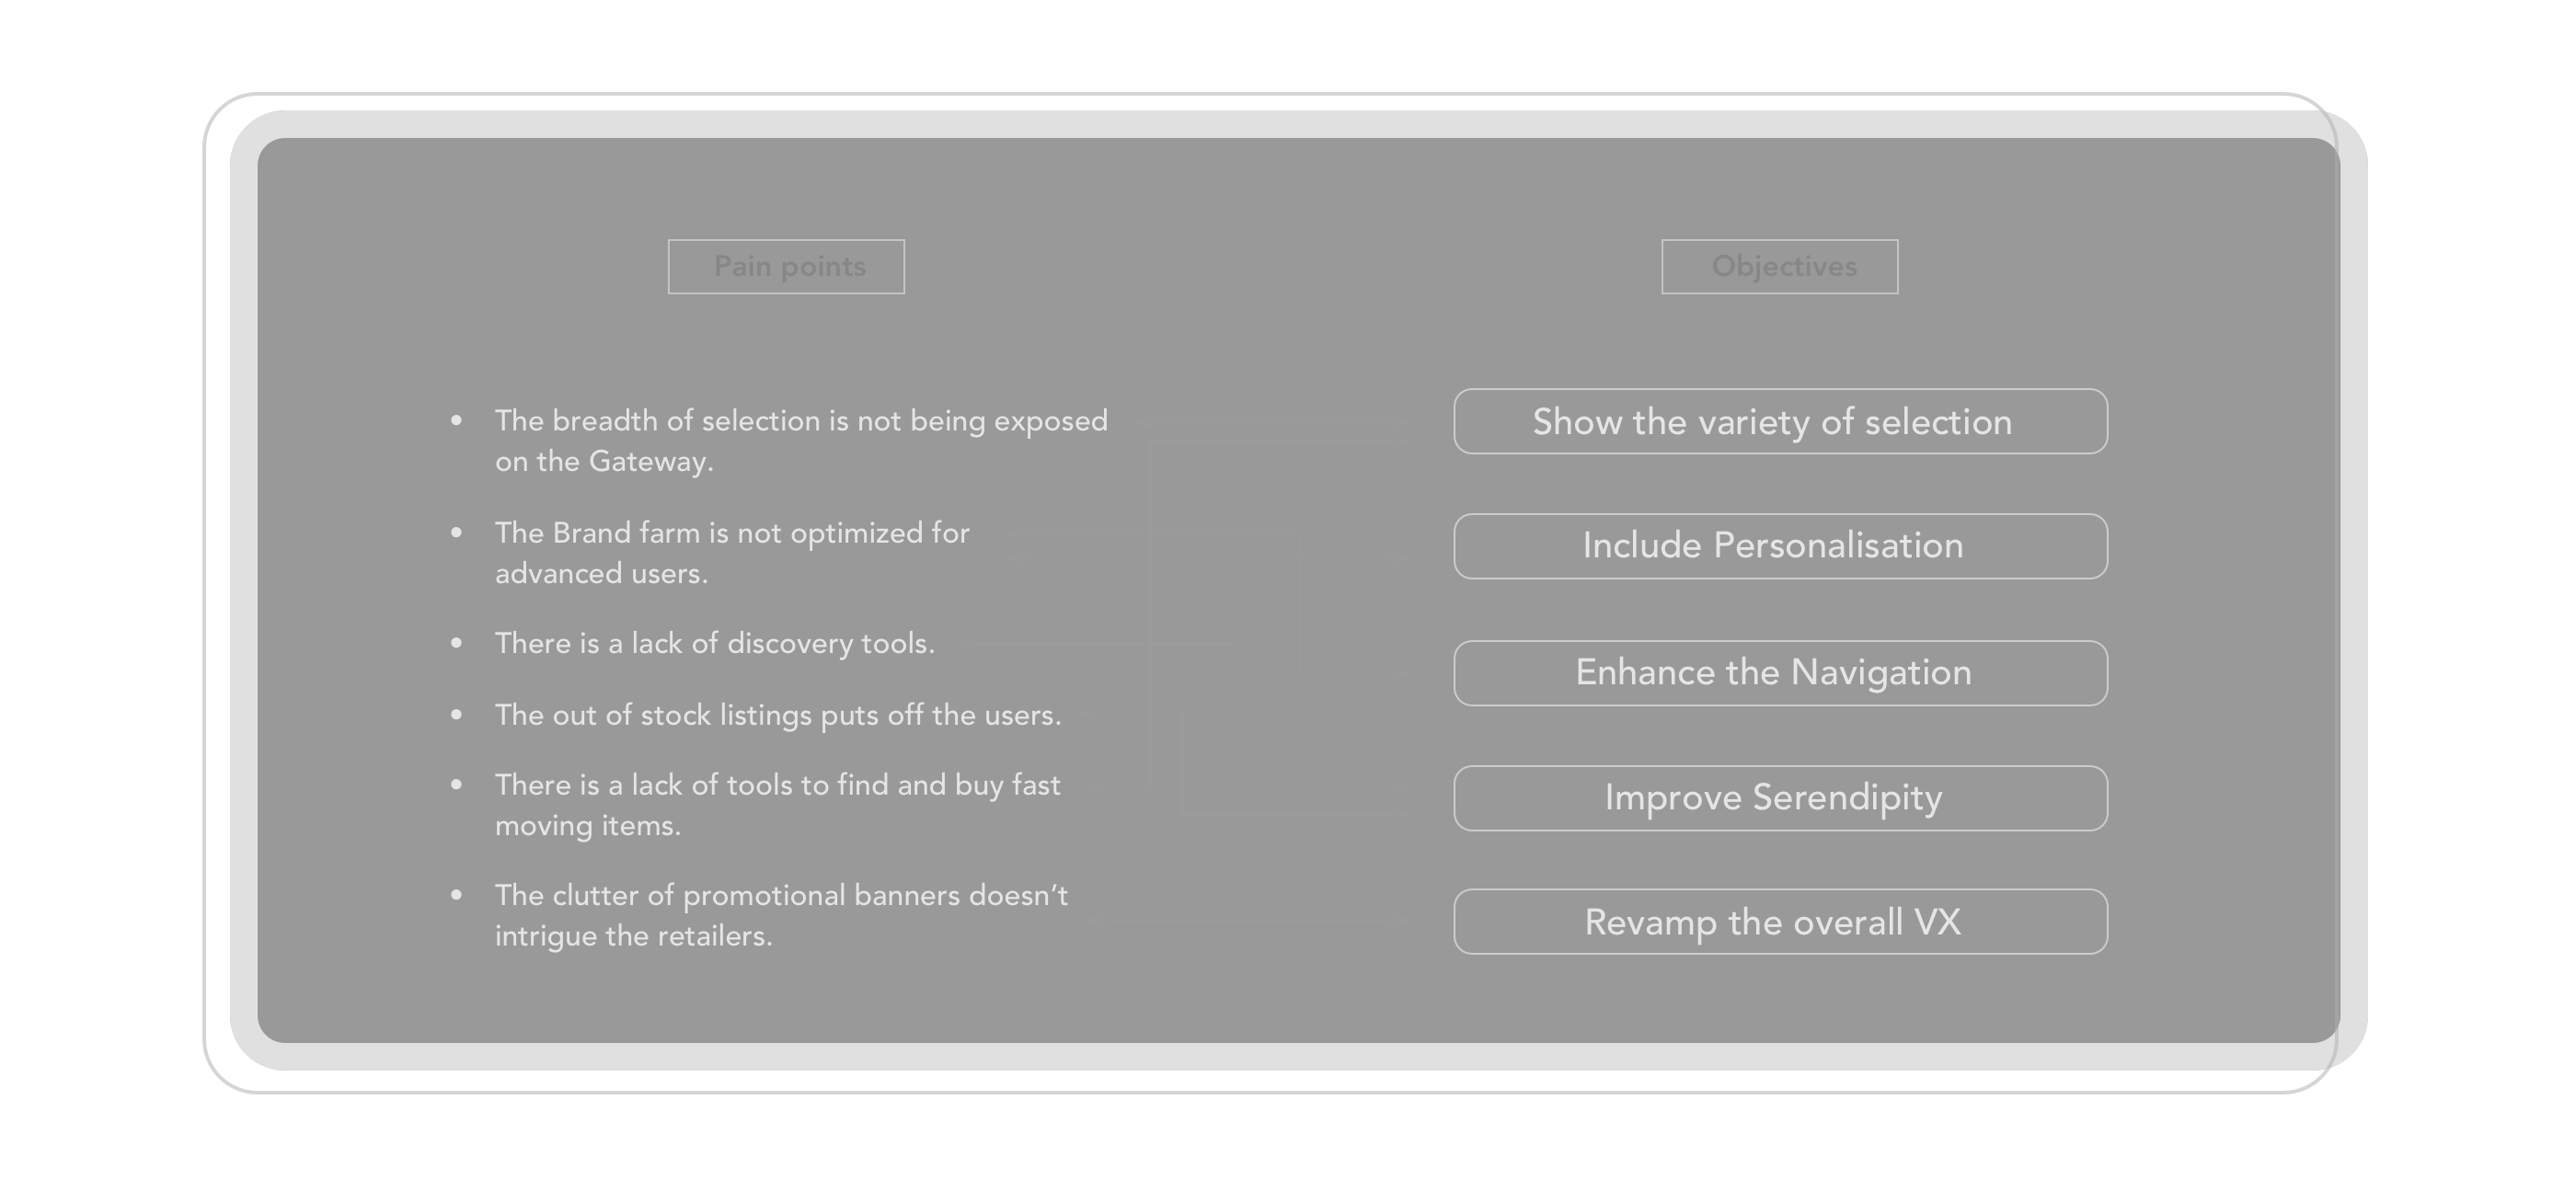 Pain points
The breadth of selection is not being exposed
on the Gateway.
The Brand farm is not optimized for
advanced users.
There is a lack of discovery tools.
The out of stock listings puts off the users.
There is a lack of tools to find and buy fast
moving items.
The clutter of promotional banners doesn’t
intrigue the retailers.
Objectives
Show the variety of selection
Include Personalisation
Enhance the Navigation
Improve Serendipity
Revamp the overall VX